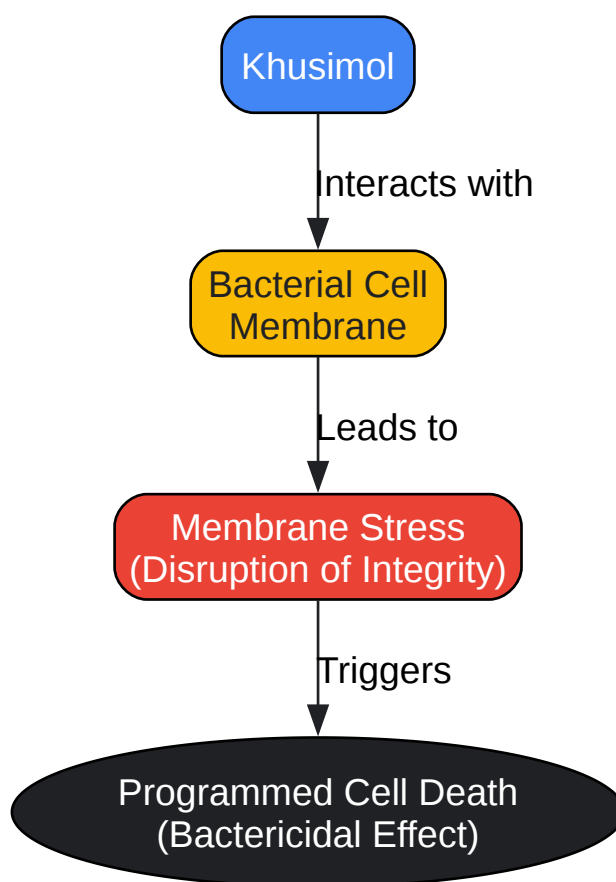 Khusimol
Interacts with
Bacterial Cell
Membrane
Leads to
Membrane Stress
(Disruption of Integrity)
Triggers
Programmed Cell Death
(Bactericidal Effect)